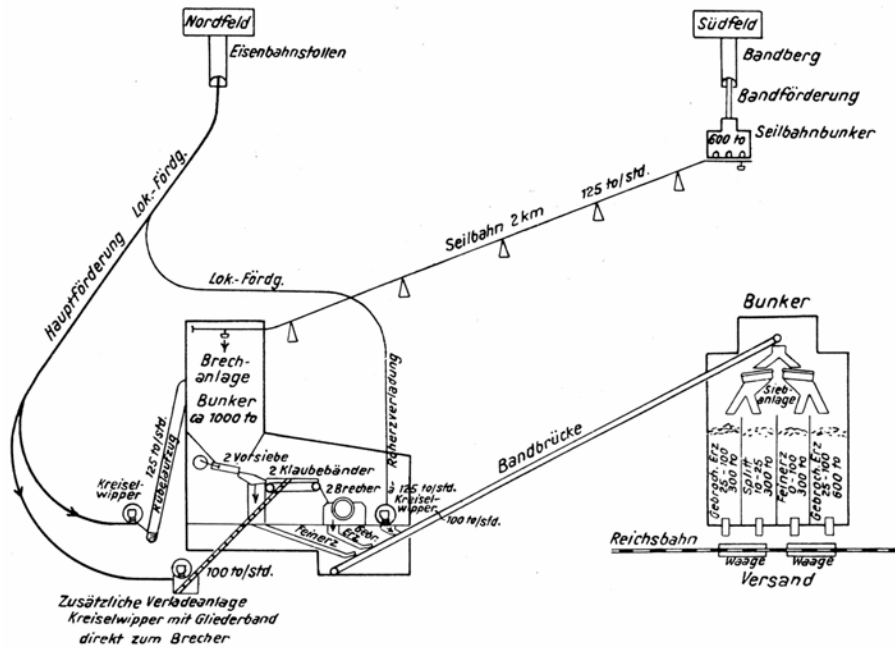 Nordfeld
Eisenbahnstollen
Südfeld
Bandberg
Bandförderung
Seilbahnbunker
600 to
Lok.-Fördg.
Hauptförderung
Seilbahn 2 km
125 to/std.
Lok.-Fördg.
Brech-
anlage
Bunker
ca 1000 to
125 to/std.
Kübelaufzug
Kreisel-
wipper
2 Vorsiebe
2 Klaubebänder
2 Brecher
Roherzverladung
125 to/std.
Kreisel-
wipper
Feinerz
Gebr.
Erz
100 to/std.
100 to/std.
Bandbrücke
Zusätzliche Verladeanlage
Kreiselwipper mit Gliederband
direkt zum Brecher
Bunker
Sieb-
anlage
Gebroch. Erz
25-100
300 to
Splitt
10-25
300 to
Feinerz
0-100
300 to
Gebroch. Erz
25-100
600 to
Reichsbahn
Waage
Waage
Versand